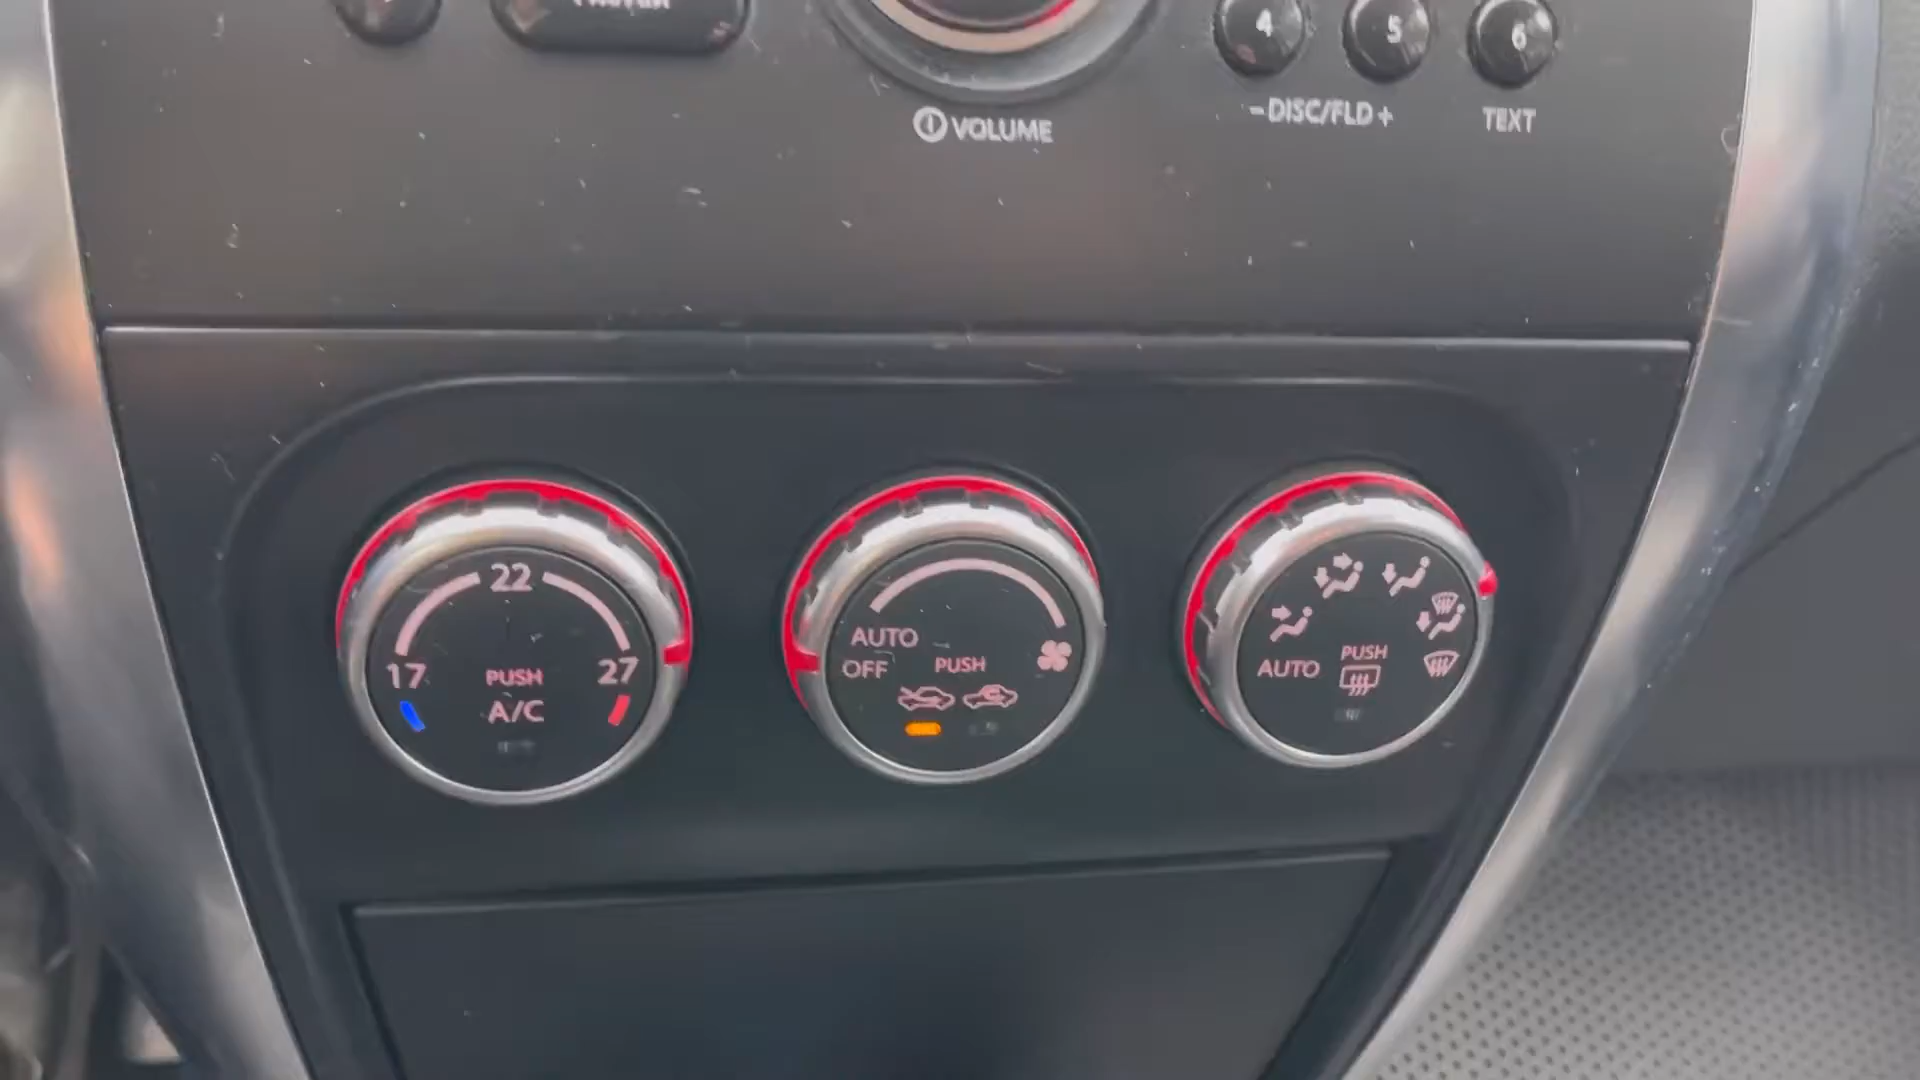 4 5 6
VOLUME
-DISC/FLD+
TEXT
22
17
27
PUSH
A/C
AUTO
OFF
PUSH
AUTO
PUSH